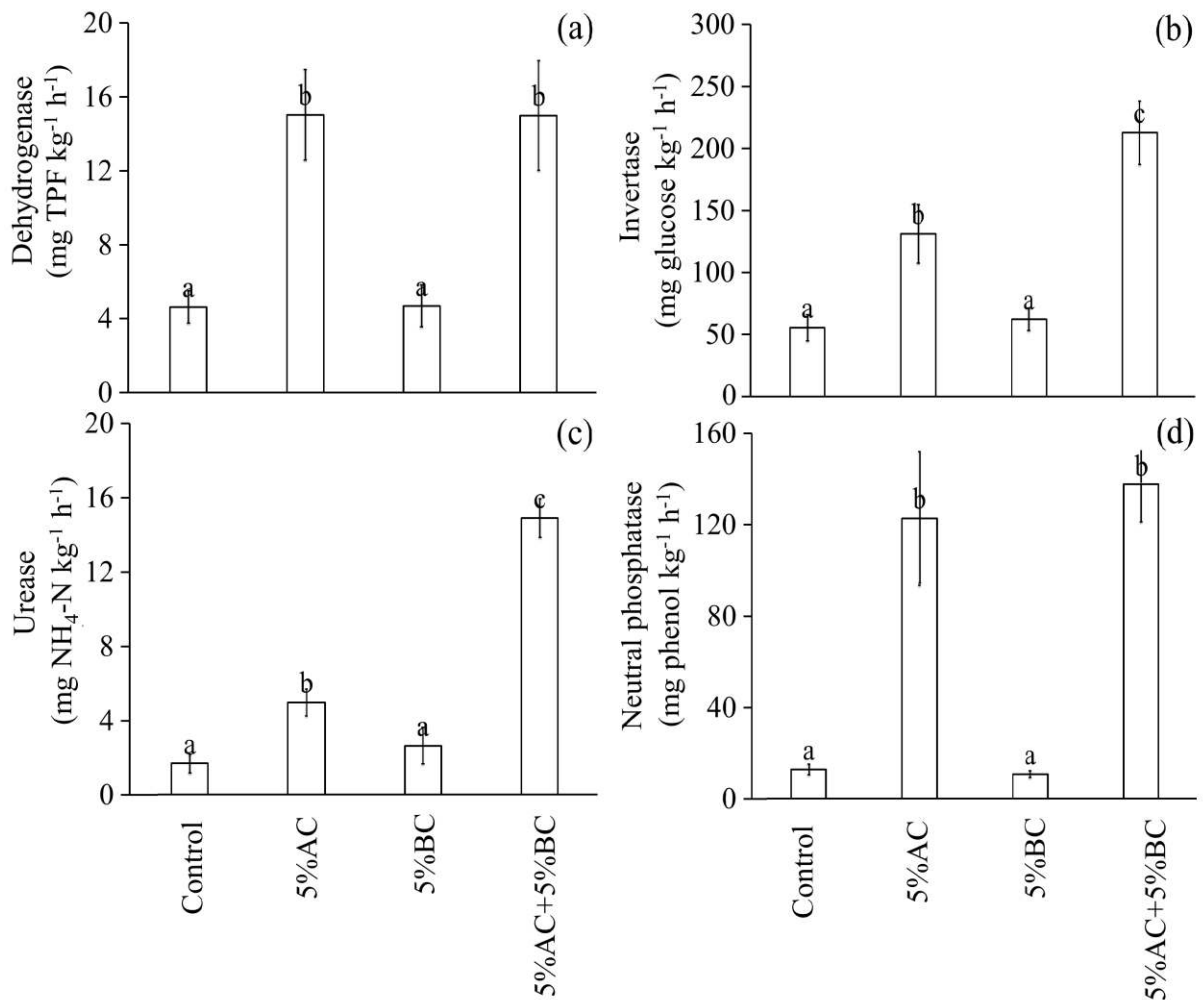 (a)
Dehydrogenase
(mg TPF kg⁻¹ h⁻¹)
20
16
12
8
4
0
a
b
a
b
(b)
Invertase
(mg glucose kg⁻¹ h⁻¹)
300
250
200
150
100
50
0
a
b
a
c
(c)
Urease
(mg NH₄-N kg⁻¹ h⁻¹)
20
16
12
8
4
0
a
b
a
c
Control
5%AC
5%BC
5%AC+5%BC
(d)
Neutral phosphatase
(mg phenol kg⁻¹ h⁻¹)
160
120
80
40
0
a
b
a
b
Control
5%AC
5%BC
5%AC+5%BC